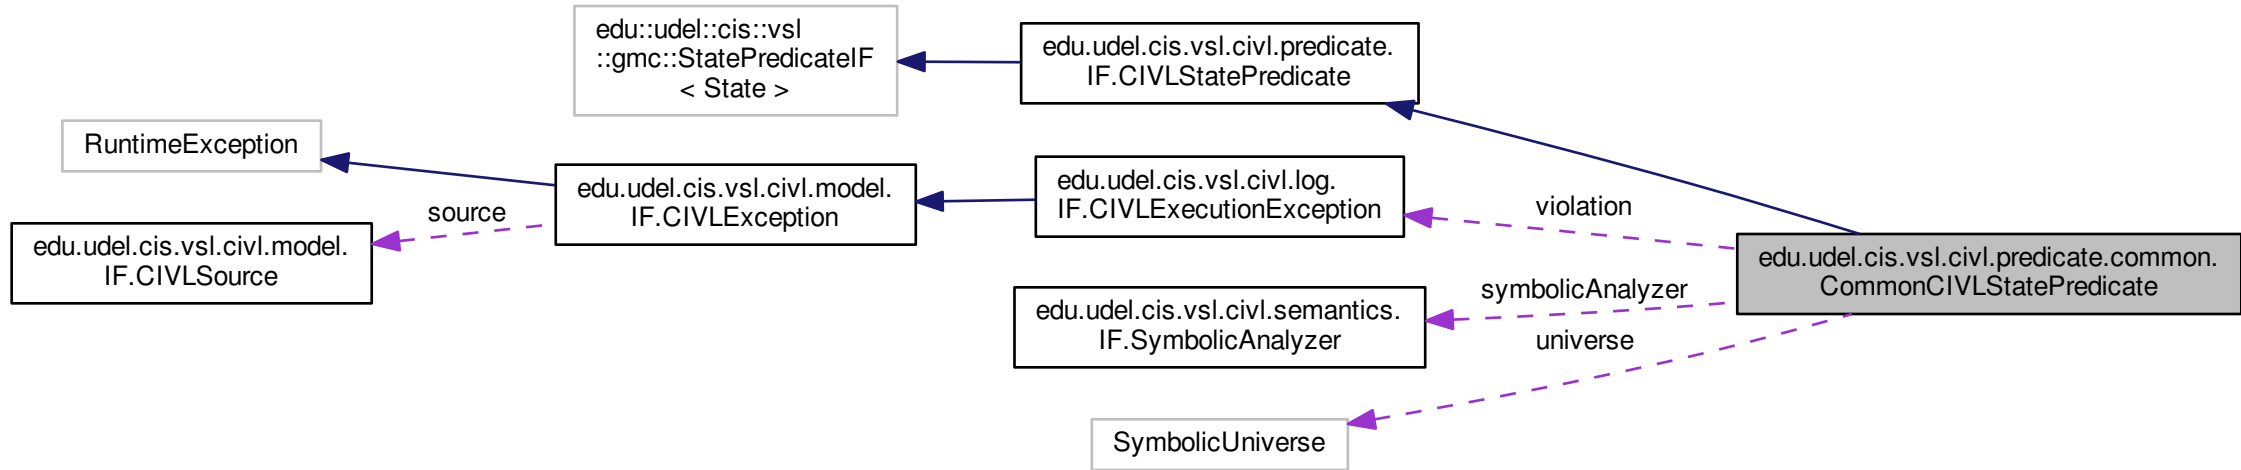 edu::udel::cis::vsl
::gmc::StatePredicateIF
< State >
edu.udel.cis.vsl.civl.predicate.
IF.CIVLStatePredicate
RuntimeException
edu.udel.cis.vsl.civl.model.
IF.CIVLException
edu.udel.cis.vsl.civl.log.
IF.CIVLExecutionException
violation
source
edu.udel.cis.vsl.civl.model.
IF.CIVLSource
edu.udel.cis.vsl.civl.predicate.common.
CommonCIVLStatePredicate
symbolicAnalyzer
edu.udel.cis.vsl.civl.semantics.
IF.SymbolicAnalyzer
universe
SymbolicUniverse